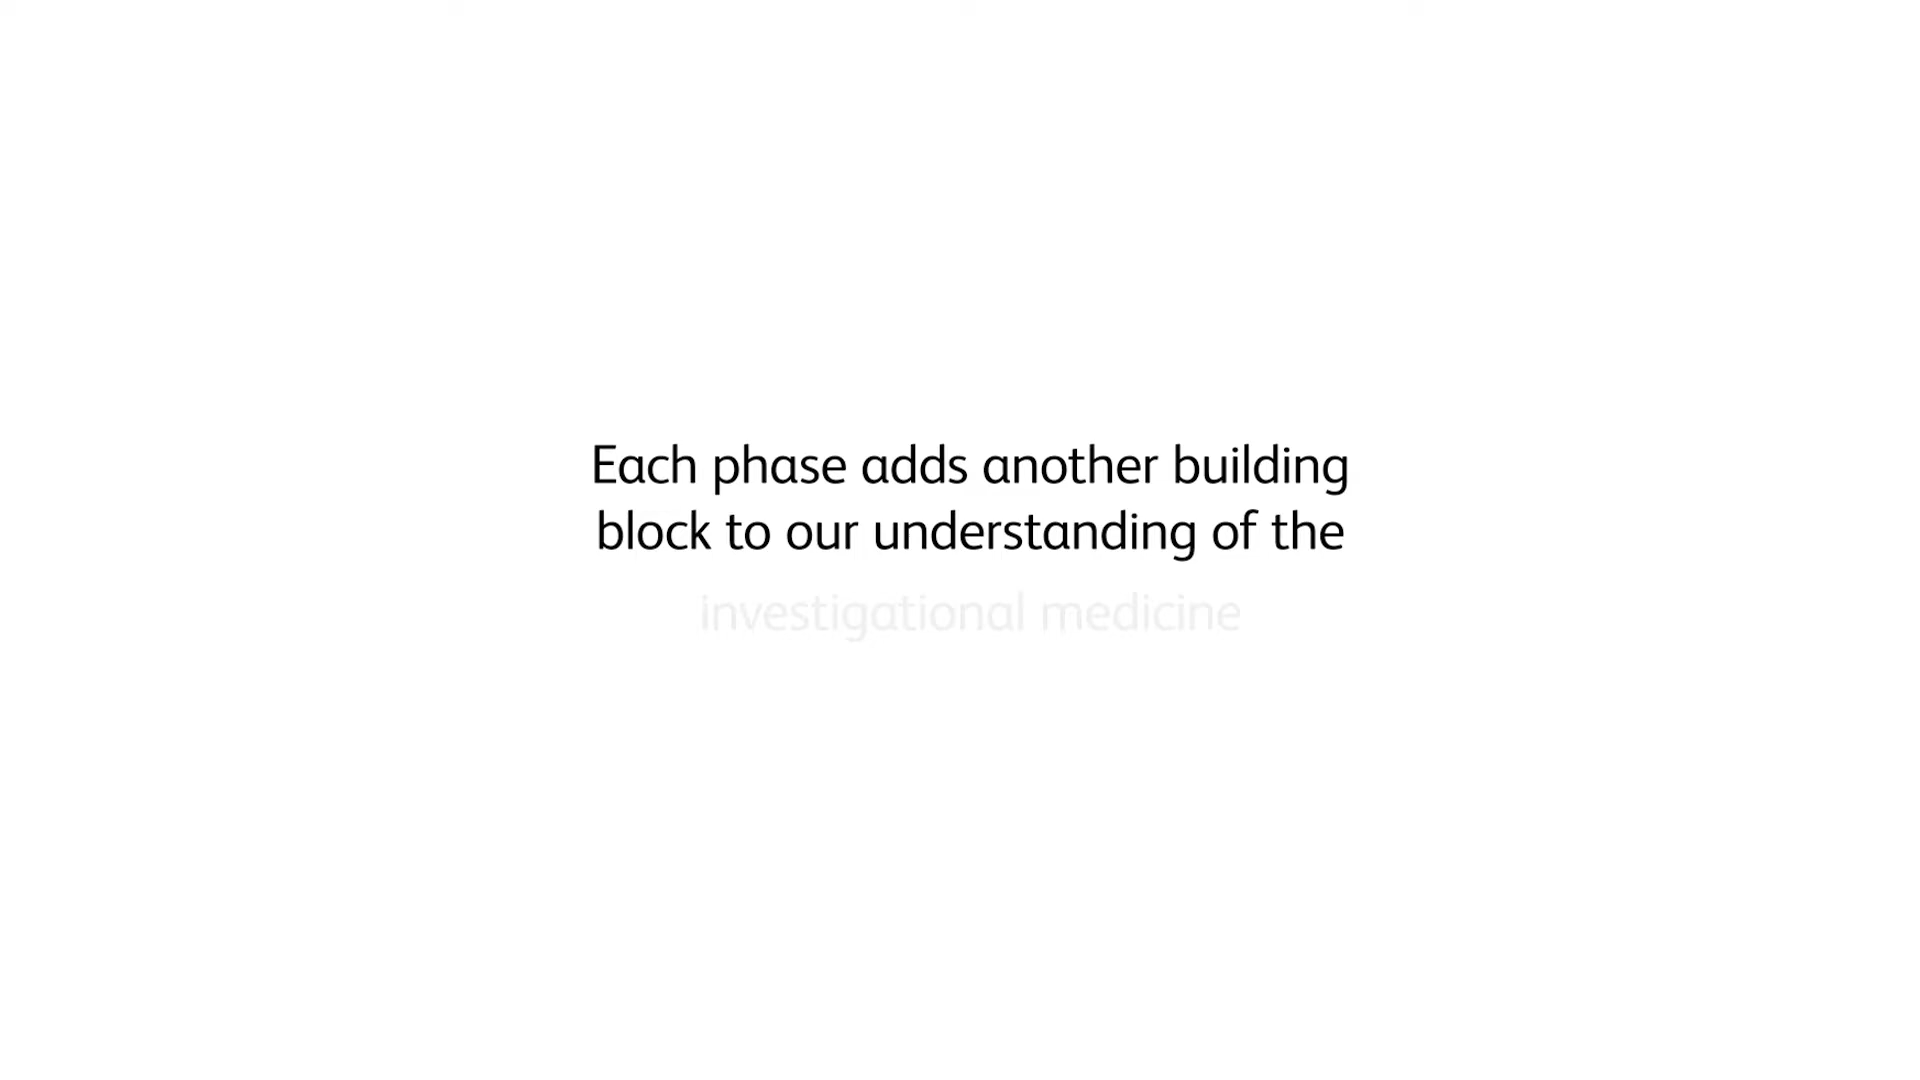 Each phase adds another building
block to our understanding of the
investigational medicine